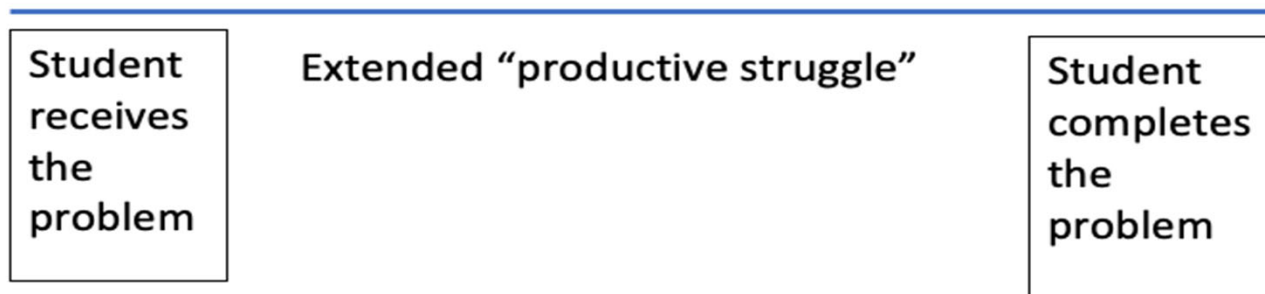 Student
receives
the
problem
Extended “productive struggle”
Student
completes
the
problem